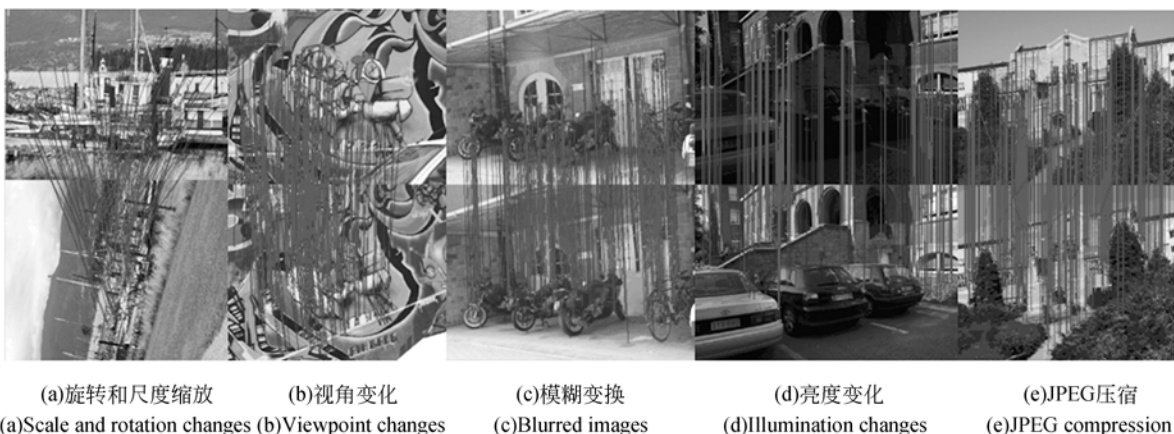 (a)旋转和尺度缩放 (b)视角变化 (c)模糊变换 (d)亮度变化 (e)JPEG压宿
(a)Scale and rotation changes (b)Viewpoint changes (c)Blurred images (d)Illumination changes (e)JPEG compression